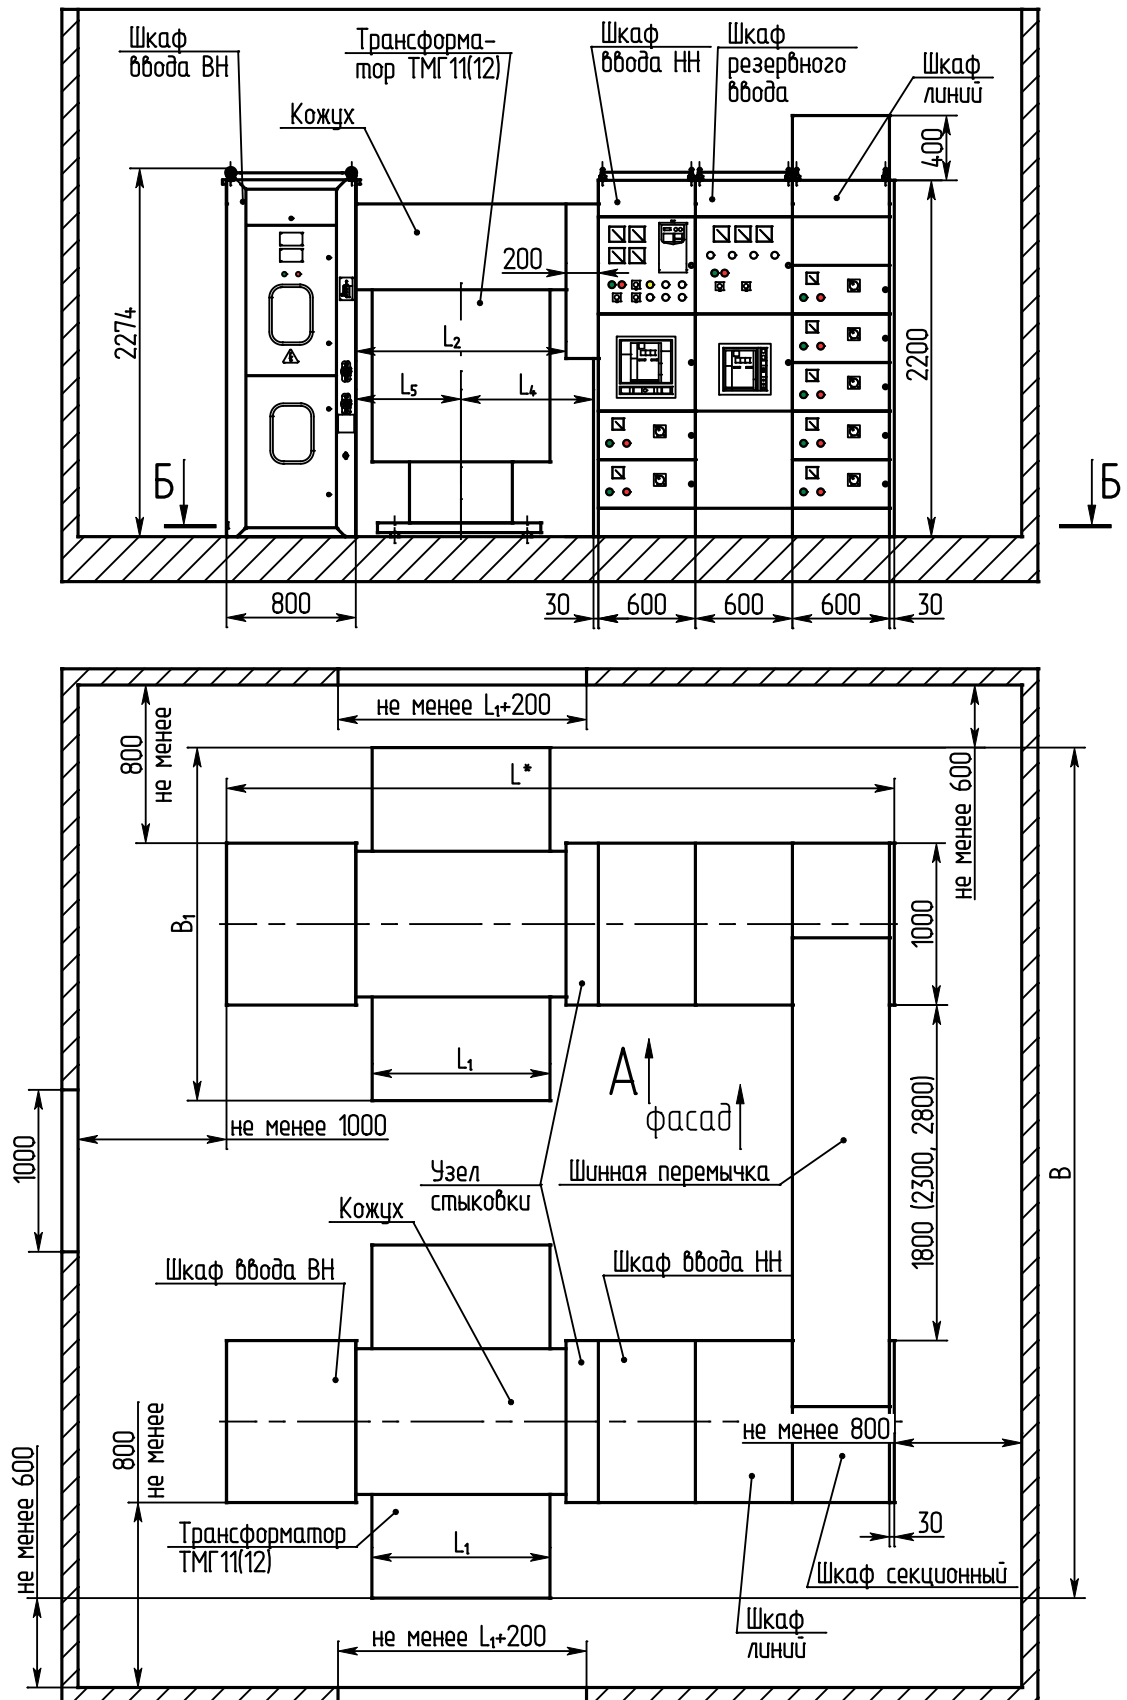 Шкаф
ввода ВН
Трансформа-
тор ТМГ11(12)
Кожух
Шкаф
ввода НН
Шкаф
резервного
ввода
Шкаф
линий
400
2274
200
L₂
L₅
L₄
2200
Б
Б
800
30
600
600
600
30
не менее L₁+200
800
не менее
L*
не менее 600
B₁
1000
L₁
А
фасад
не менее 1000
1000
Узел
стыковки
Шинная перемычка
1800 (2300, 2800)
В
Кожух
Шкаф ввода ВН
Шкаф ввода НН
не менее 600
800
не менее
не менее 800
Трансформатор
ТМГ11(12)
L₁
30
Шкаф секционный
Шкаф
линий
не менее L₁+200